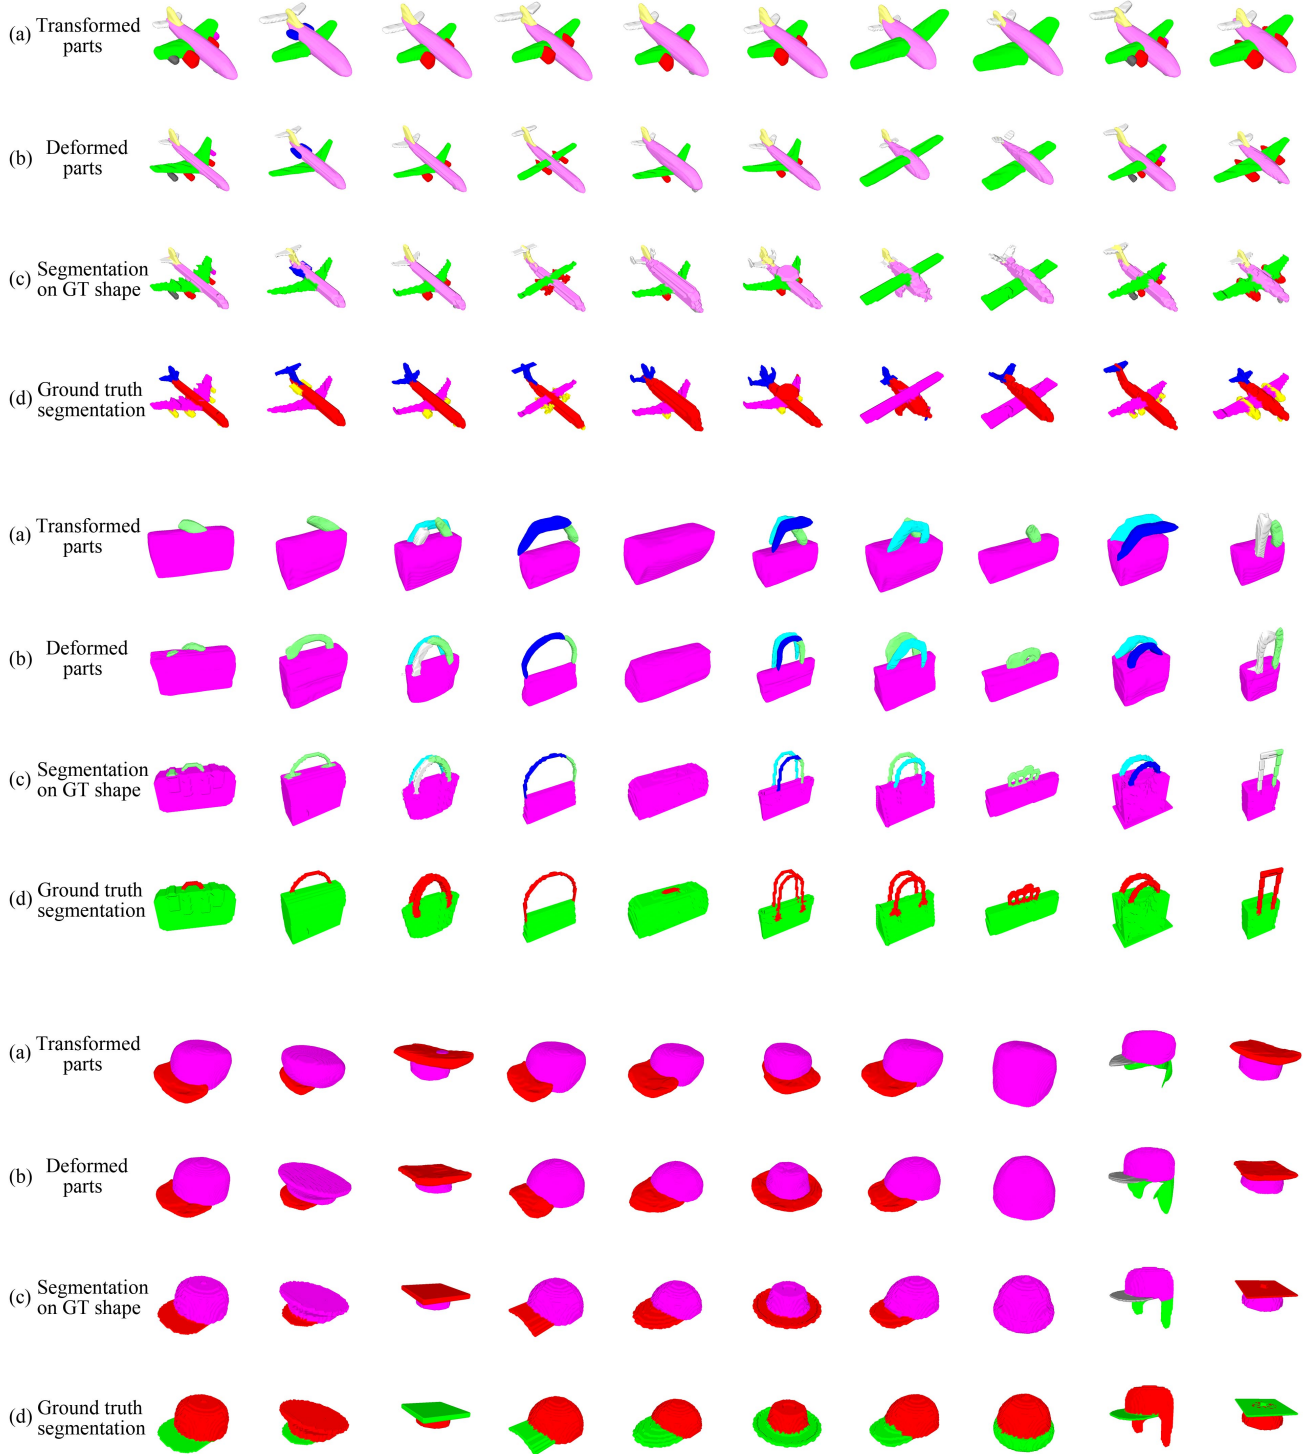 (a) Transformed
parts
(b) Deformed
parts
(c) Segmentation
on GT shape
(d) Ground truth
segmentation
(a) Transformed
parts
(b) Deformed
parts
(c) Segmentation
on GT shape
(d) Ground truth
segmentation
(a) Transformed
parts
(b) Deformed
parts
(c) Segmentation
on GT shape
(d) Ground truth
segmentation